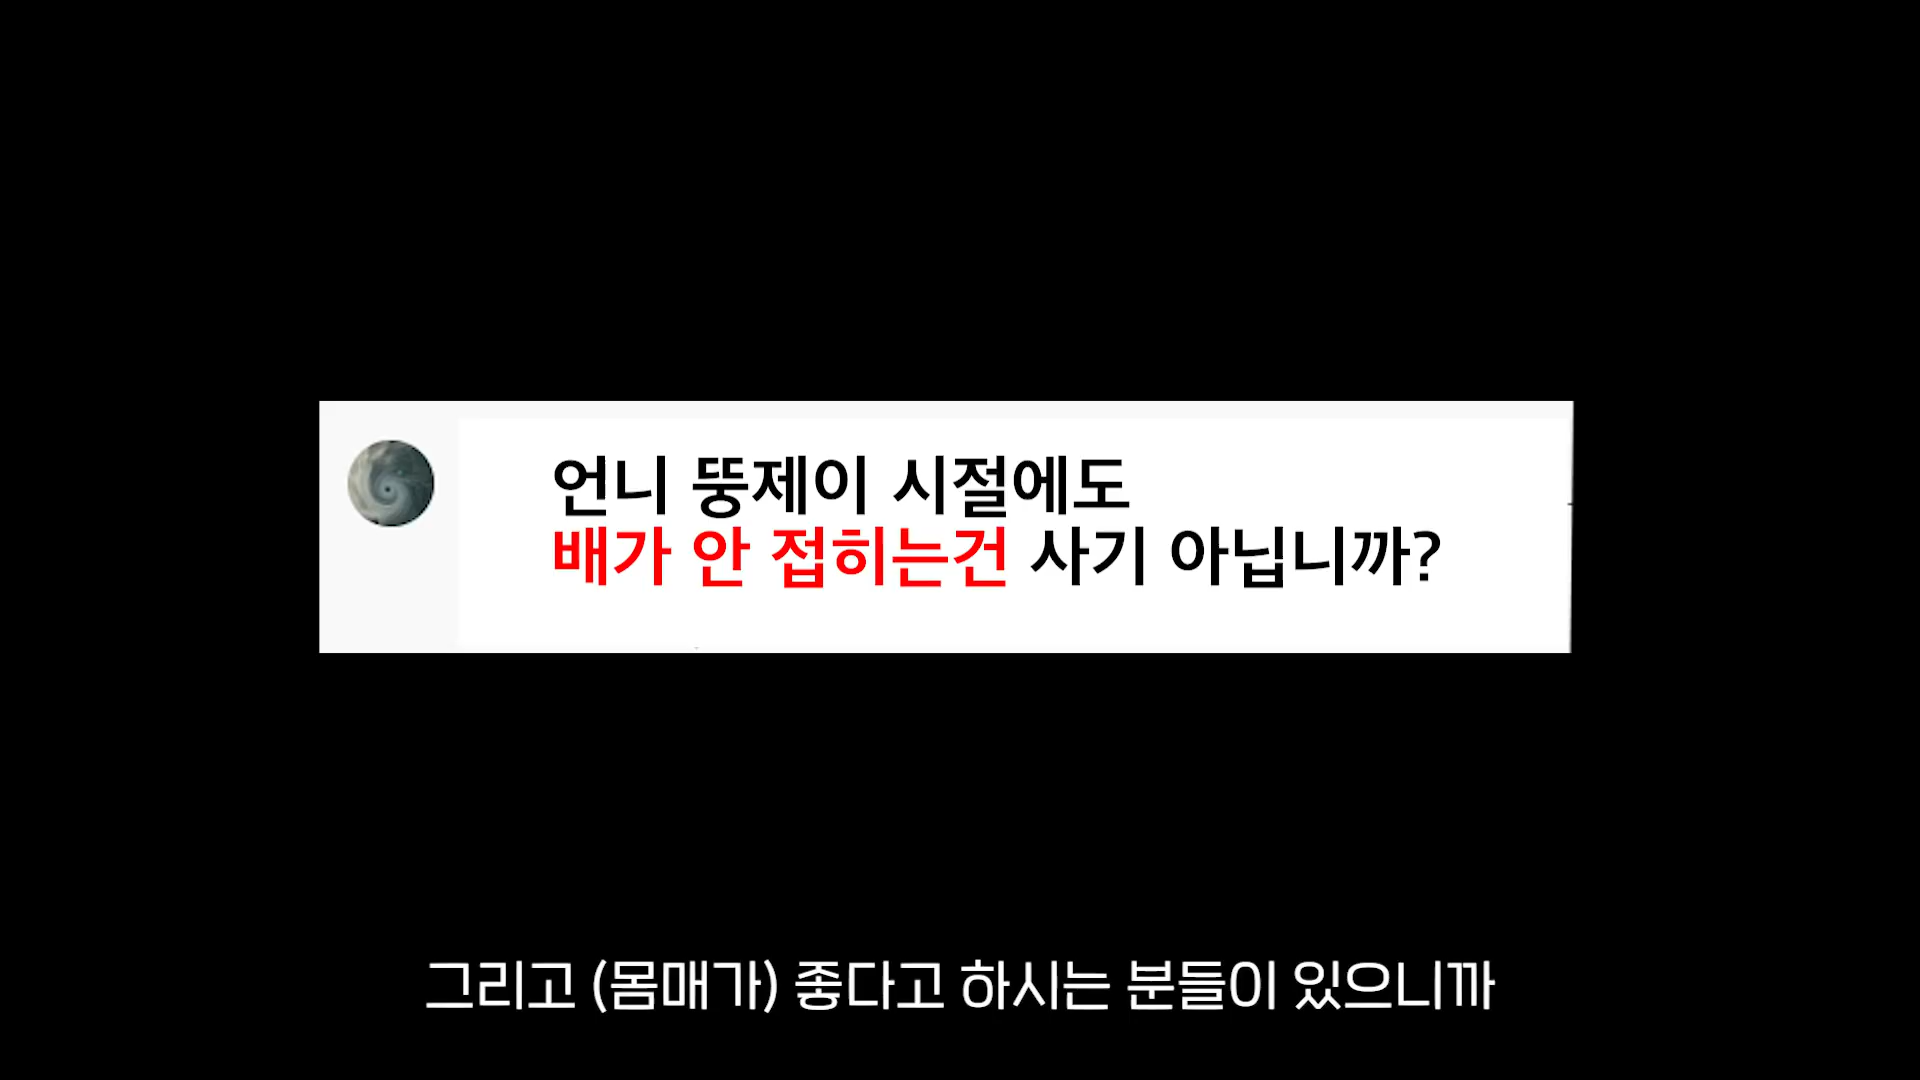 언니 뚱제이 시절에도
배가 안 접히는건 사기 아닙니까?
그리고 (몸매가) 좋다고 하시는 분들이 있으니까